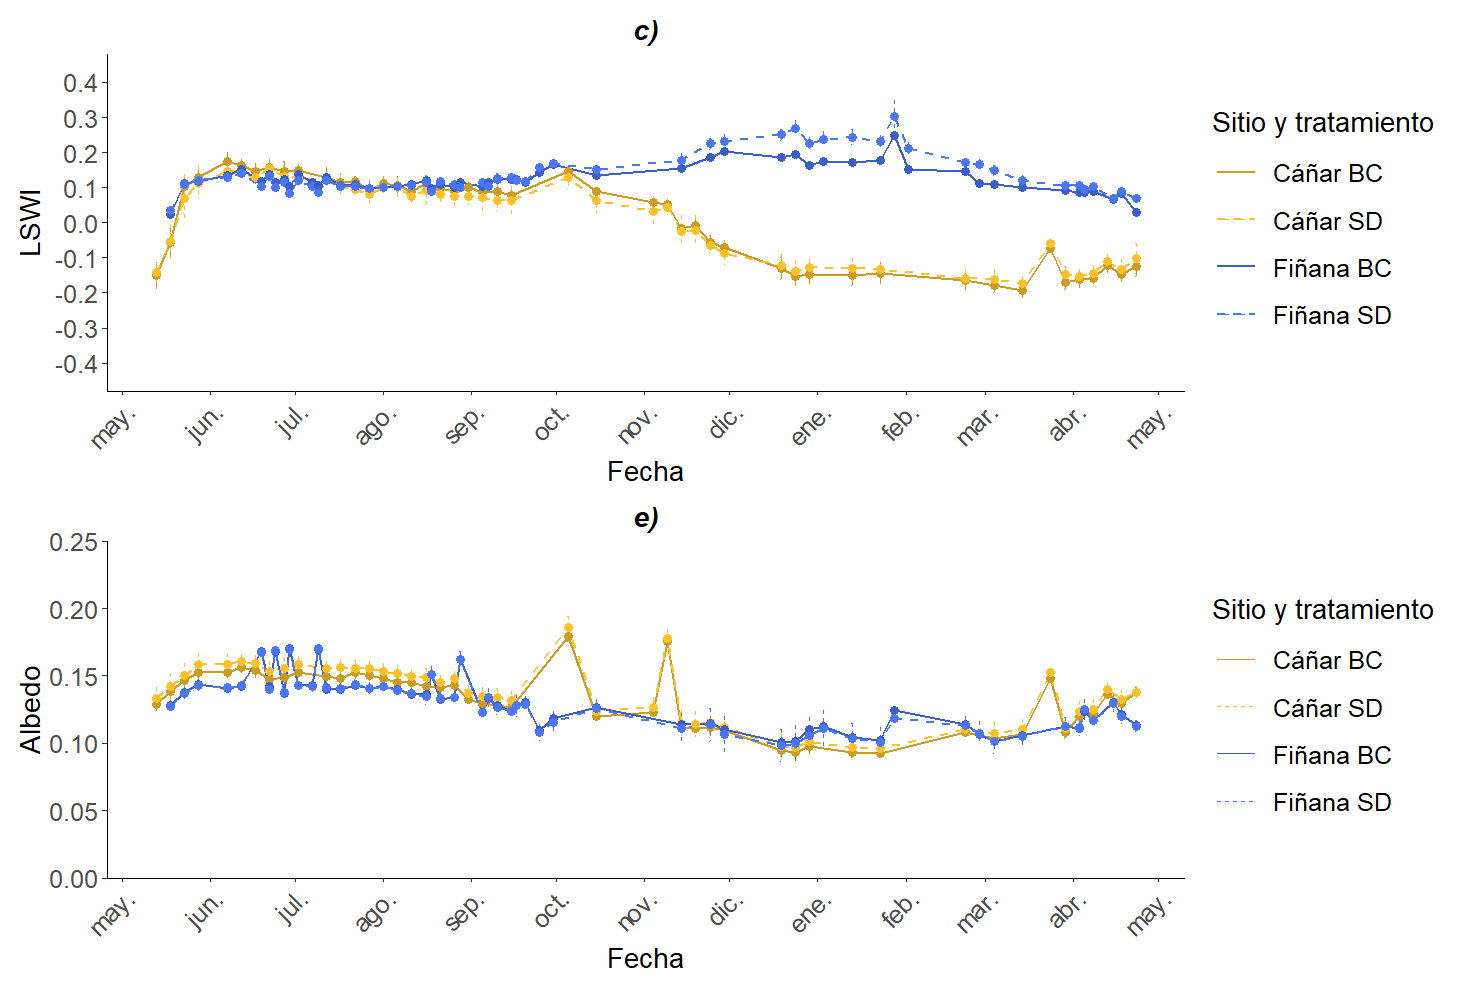 c)
LSWI
0.4
0.3
0.2
0.1
0.0
-0.1
-0.2
-0.3
-0.4
may.
jun.
jul.
ago.
sep.
oct.
nov.
dic.
ene.
feb.
mar.
abr.
may.
Fecha
Sitio y tratamiento
Cáñar BC
Cáñar SD
Fiñana BC
Fiñana SD
e)
Albedo
0.25
0.20
0.15
0.10
0.05
0.00
may.
jun.
jul.
ago.
sep.
oct.
nov.
dic.
ene.
feb.
mar.
abr.
may.
Fecha
Sitio y tratamiento
Cáñar BC
Cáñar SD
Fiñana BC
Fiñana SD